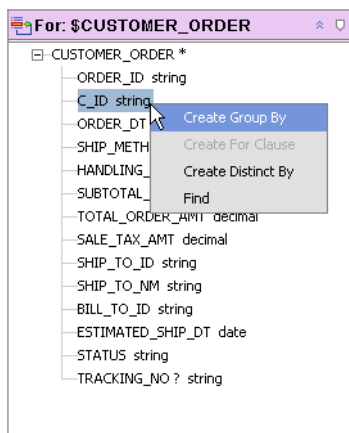 For: $CUSTOMER_ORDER
CUSTOMER_ORDER *
ORDER_ID string
C_ID string
ORDER_DT
SHIP_METH
HANDLING_
SUBTOTAL_
TOTAL_ORDER_AMT decimal
SALE_TAX_AMT decimal
SHIP_TO_ID string
SHIP_TO_NM string
BILL_TO_ID string
ESTIMATED_SHIP_DT date
STATUS string
TRACKING_NO ? string
Create Group By
Create For Clause
Create Distinct By
Find